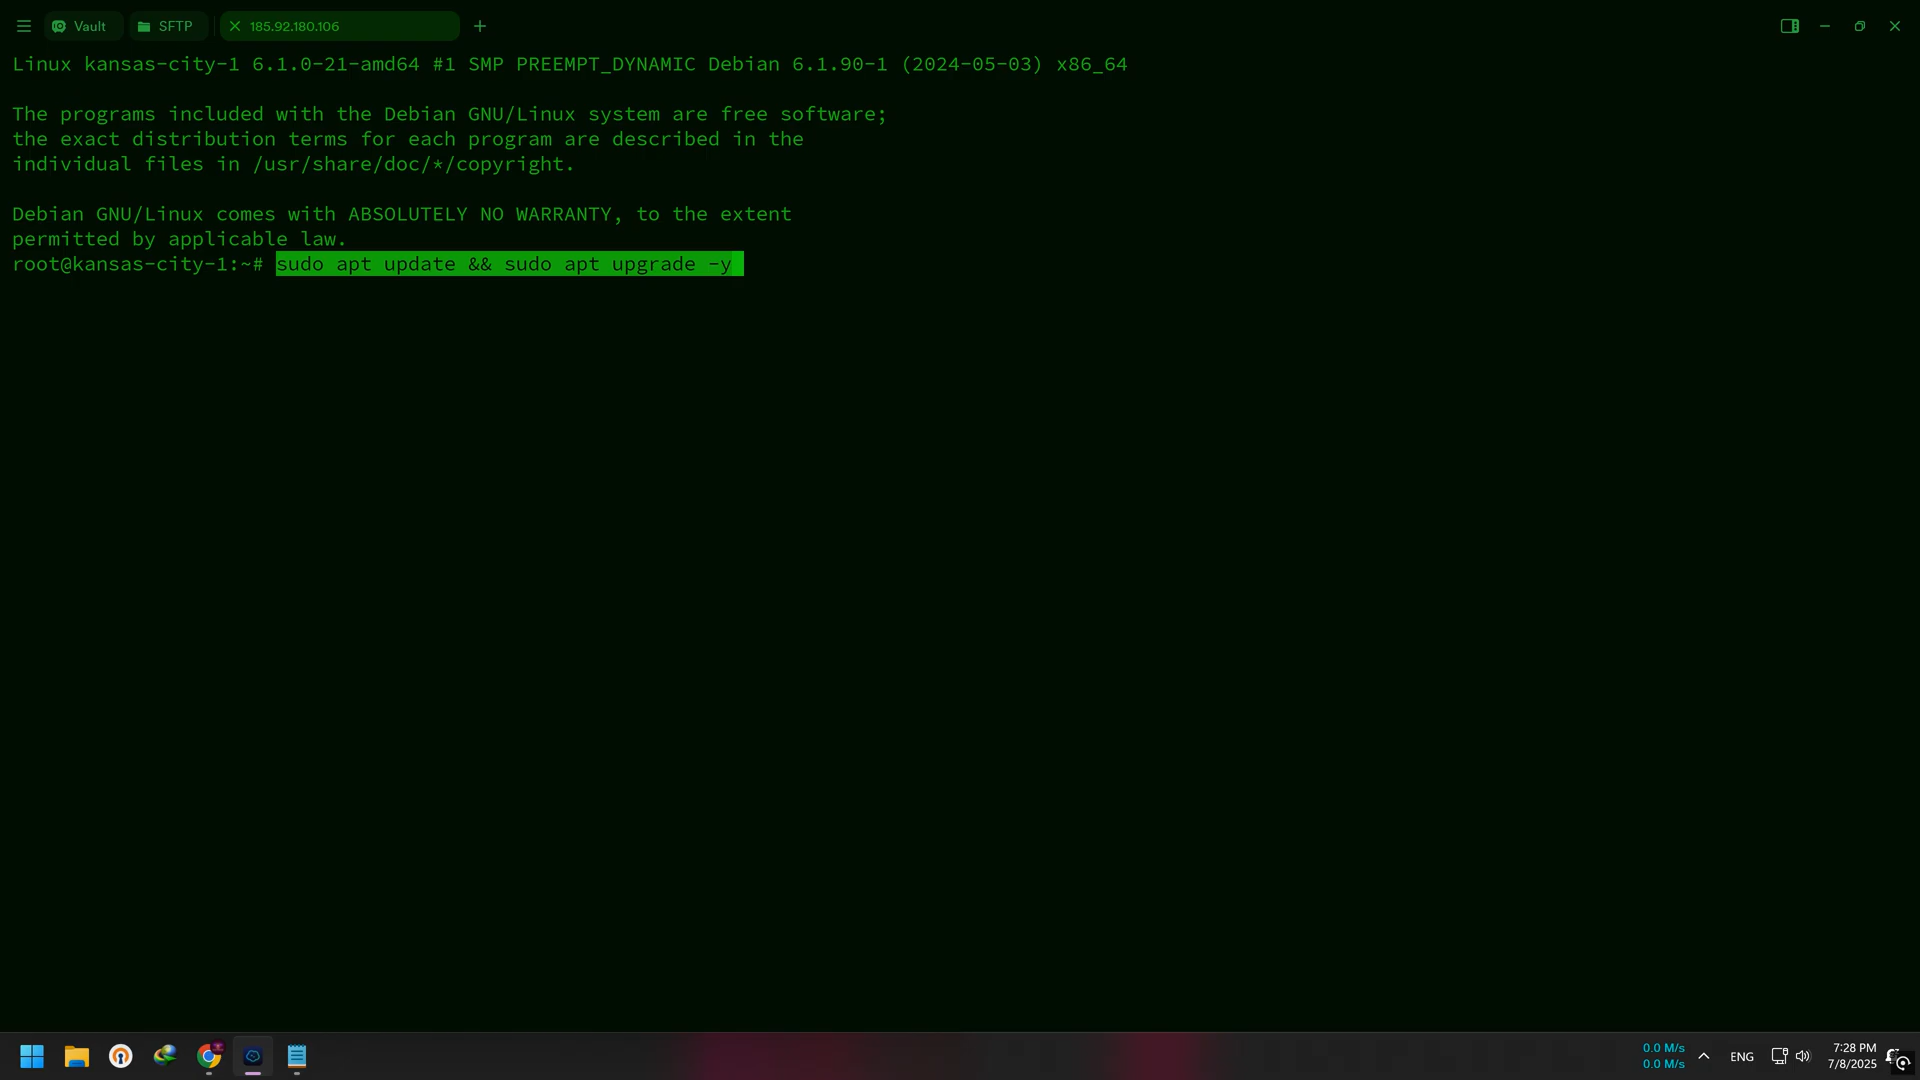 Vault
SFTP
185.92.180.106
Linux kansas-city-1 6.1.0-21-amd64 #1 SMP PREEMPT_DYNAMIC Debian 6.1.90-1 (2024-05-03) x86_64
The programs included with the Debian GNU/Linux system are free software;
the exact distribution terms for each program are described in the
individual files in /usr/share/doc/*/copyright.
Debian GNU/Linux comes with ABSOLUTELY NO WARRANTY, to the extent
permitted by applicable law.
root@kansas-city-1:~# sudo apt update && sudo apt upgrade -y
0.0 M/s
0.0 M/s
ENG
7:28 PM
7/8/2025